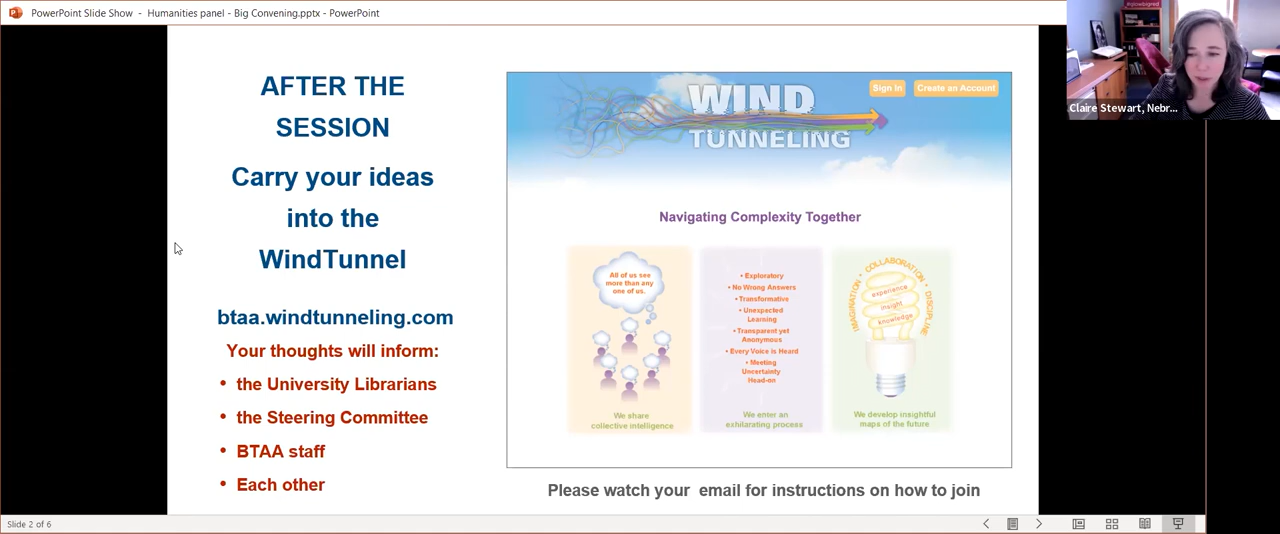 PowerPoint Slide Show - Humanities panel - Big Convening.pptx - PowerPoint
#gowbigred
Claire Stewart, Nebr...
AFTER THE
SESSION
Carry your ideas
into the
WindTunnel
btaa.windtunneling.com
Your thoughts will inform:
• the University Librarians
• the Steering Committee
• BTAA staff
• Each other
Sign In
Create an Account
WIND
TUNNELING
Navigating Complexity Together
All of us see
more than any
one of us.
We share
collective intelligence
• Exploratory
• No Wrong Answers
• Transformative
• Unexpected
Learning
• Transparent yet
Anonymous
• Every Voice is Heard
• Meeting
Uncertainty
Head-on
We enter an
exhilarating process
IMAGINATION • COLLABORATION • DISCIPLINE
experience
insight
knowledge
We develop insightful
maps of the future
Please watch your email for instructions on how to join
Slide 2 of 6